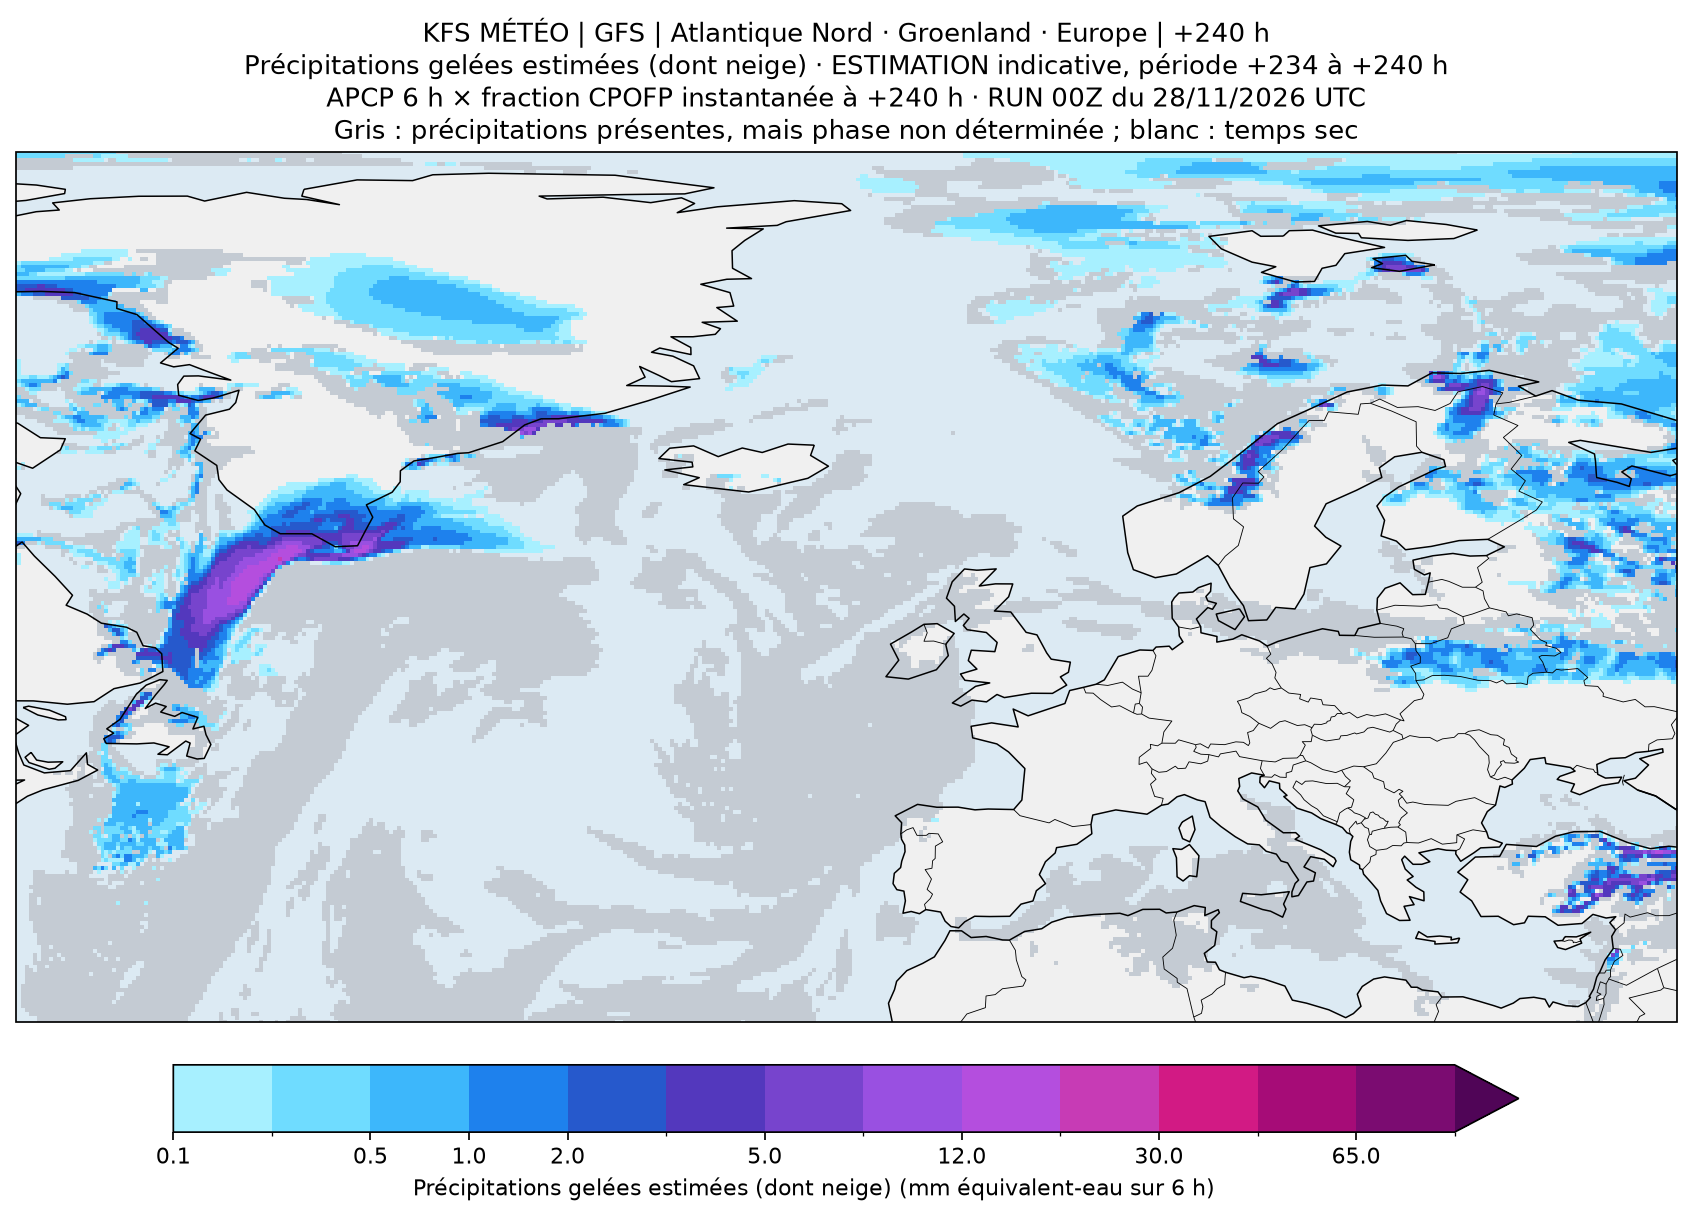 KFS MÉTÉO | GFS | Atlantique Nord · Groenland · Europe | +240 h
Précipitations gelées estimées (dont neige) · ESTIMATION indicative, période +234 à +240 h
APCP 6 h × fraction CPOFP instantanée à +240 h · RUN 00Z du 28/11/2026 UTC
Gris : précipitations présentes, mais phase non déterminée ; blanc : temps sec
0.1 0.5 1.0 2.0 5.0 12.0 30.0 65.0
Précipitations gelées estimées (dont neige) (mm équivalent-eau sur 6 h)